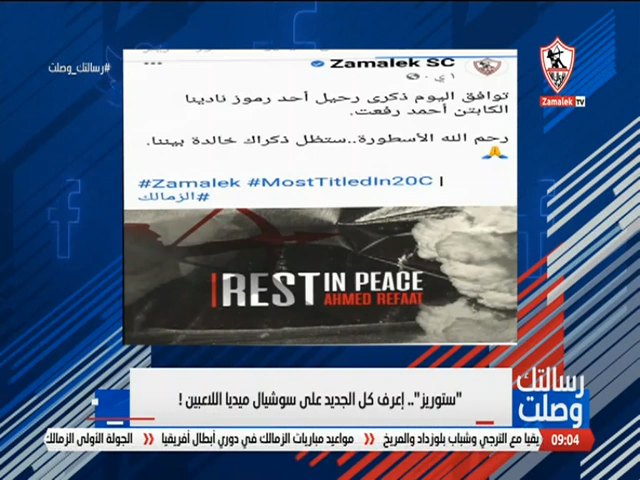 #رسالتك_وصلت
Zamalek SC
١ ي
Zamalek TV
توافق اليوم ذكرى رحيل أحد رموز نادينا
الكابتن أحمد رفعت.
رحم الله الأسطورة..ستظل ذكراك خالدة بيننا.
🙏
#Zamalek #MostTitledIn20C |
#الزمالك
REST IN PEACE
AHMED REFAAT
"ستوريز".. إعرف كل الجديد على سوشيال ميديا اللاعبين !
رسالتك
وصلت
09:04
يقيا مع الترجي وشباب بلوزداد والمريخ » مواعيد مباريات الزمالك في دوري أبطال أفريقيا » الجولة الأولى الزمالك